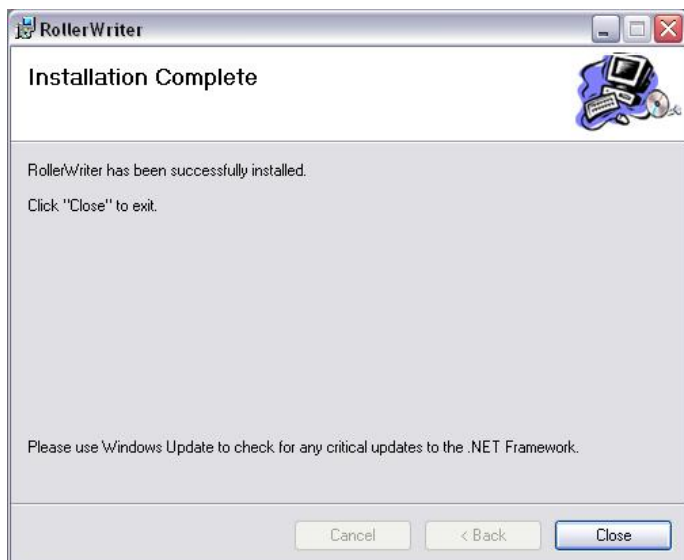 RollerWriter
Installation Complete
RollerWriter has been successfully installed.
Click "Close" to exit.
Please use Windows Update to check for any critical updates to the .NET Framework.
Cancel
< Back
Close